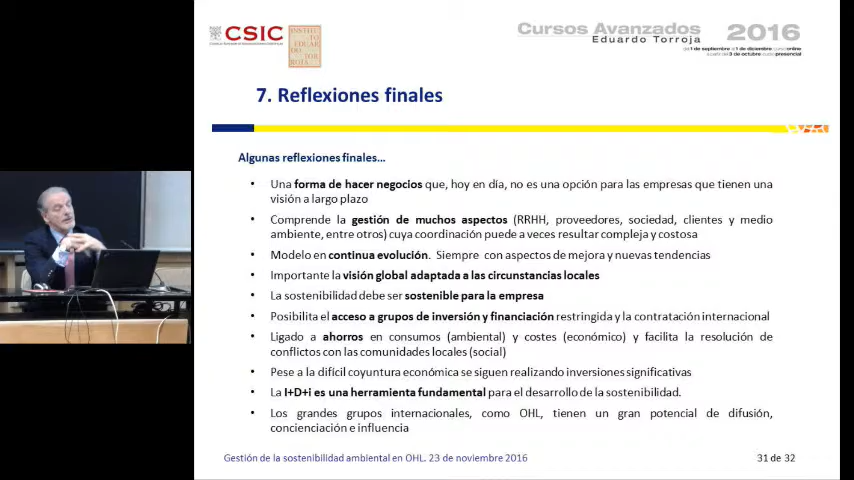 CSIC
INSTITU
TO
EDUAR
DO
TOR
ROJA
Cursos Avanzados 2016
Eduardo Torroja
7. Reflexiones finales
Algunas reflexiones finales…
• Una forma de hacer negocios que, hoy en día, no es una opción para las empresas que tienen una
visión a largo plazo
• Comprende la gestión de muchos aspectos (RRHH, proveedores, sociedad, clientes y medio
ambiente, entre otros) cuya coordinación puede a veces resultar compleja y costosa
• Modelo en continua evolución. Siempre con aspectos de mejora y nuevas tendencias
• Importante la visión global adaptada a las circunstancias locales
• La sostenibilidad debe ser sostenible para la empresa
• Posibilita el acceso a grupos de inversión y financiación restringida y la contratación internacional
• Ligado a ahorros en consumos (ambiental) y costes (económico) y facilita la resolución de
conflictos con las comunidades locales (social)
• Pese a la difícil coyuntura económica se siguen realizando inversiones significativas
• La I+D+i es una herramienta fundamental para el desarrollo de la sostenibilidad.
• Los grandes grupos internacionales, como OHL, tienen un gran potencial de difusión,
concienciación e influencia
Gestión de la sostenibilidad ambiental en OHL. 23 de noviembre 2016
31 de 32